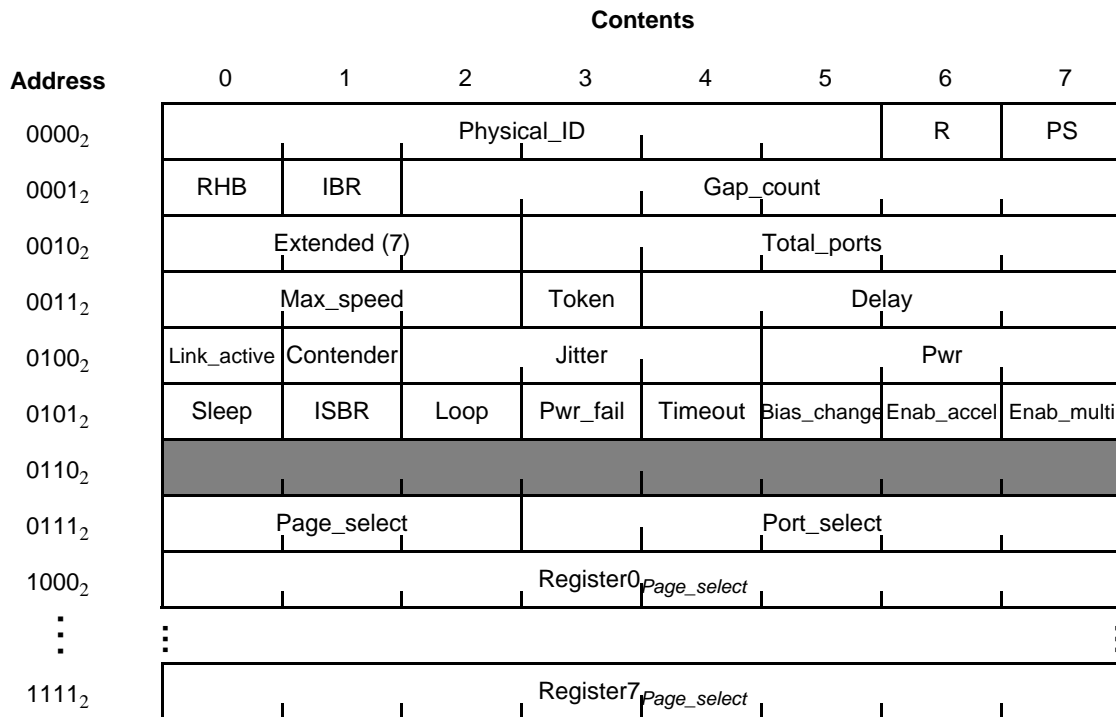 Contents
Address 0 1 2 3 4 5 6 7
0000₂ Physical_ID R PS
0001₂ RHB IBR Gap_count
0010₂ Extended (7) Total_ports
0011₂ Max_speed Token Delay
0100₂ Link_active Contender Jitter Pwr
0101₂ Sleep ISBR Loop Pwr_fail Timeout Bias_change Enab_accel Enab_multi
0110₂
0111₂ Page_select Port_select
1000₂ Register0Page_select
1111₂ Register7Page_select